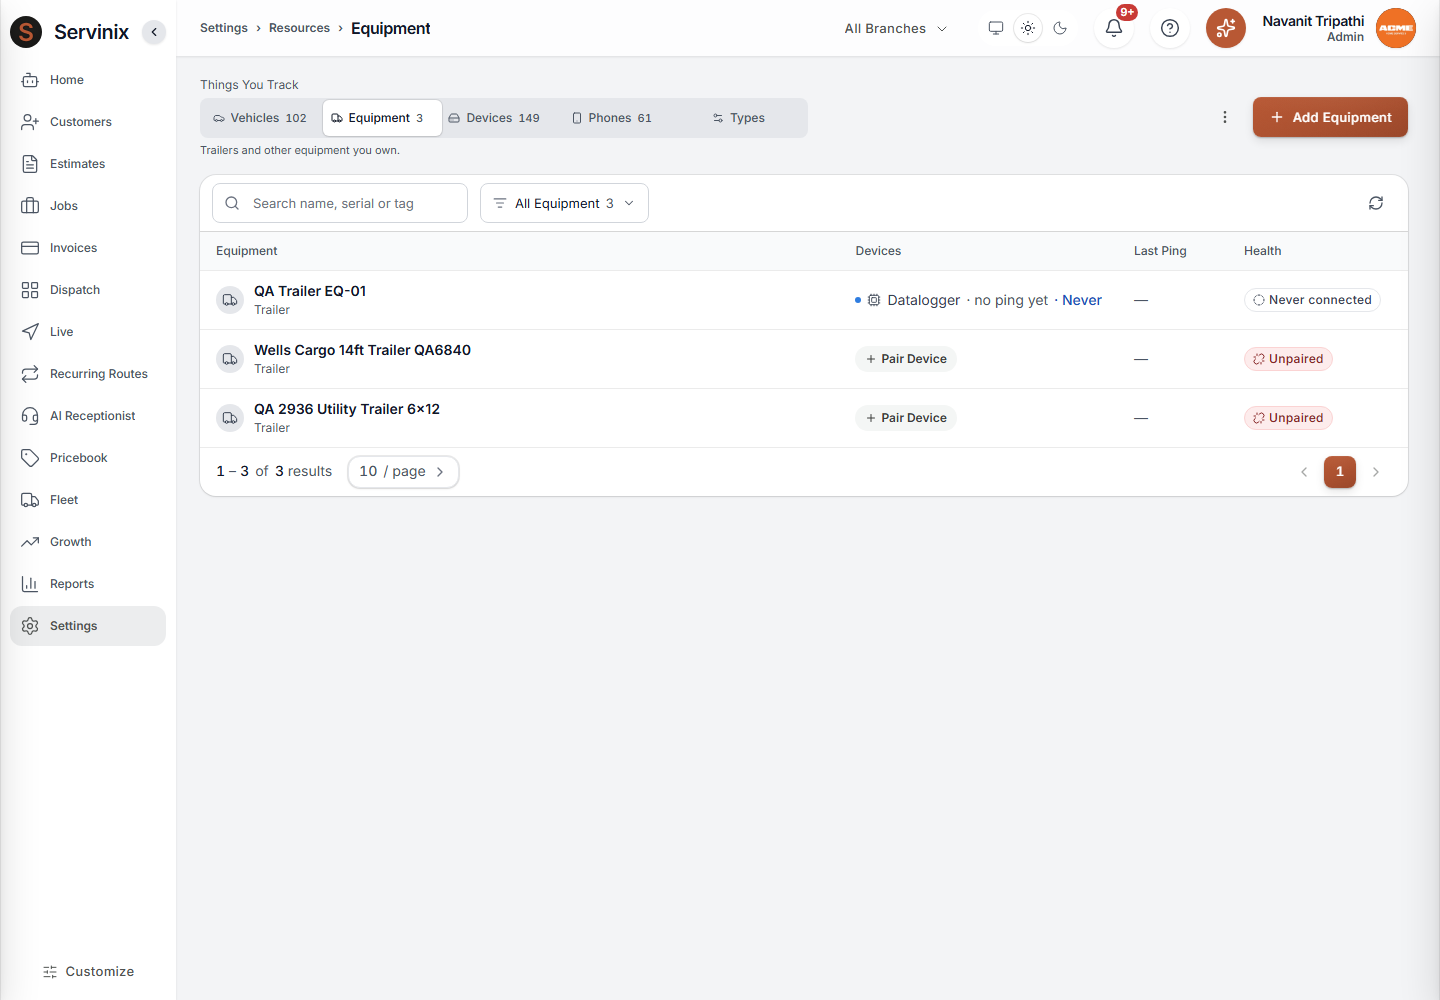 S Servinix
Settings › Resources › Equipment
All Branches
9+
Navanit Tripathi
Admin
ACME
Home
Customers
Estimates
Jobs
Invoices
Dispatch
Live
Recurring Routes
AI Receptionist
Pricebook
Fleet
Growth
Reports
Settings
Customize
Things You Track
Vehicles 102 Equipment 3 Devices 149 Phones 61 Types
+ Add Equipment
Trailers and other equipment you own.
Search name, serial or tag
All Equipment 3
Equipment Devices Last Ping Health
QA Trailer EQ-01
Trailer
Datalogger · no ping yet · Never — Never connected
Wells Cargo 14ft Trailer QA6840
Trailer
+ Pair Device — Unpaired
QA 2936 Utility Trailer 6×12
Trailer
+ Pair Device — Unpaired
1 – 3 of 3 results 10 / page
1